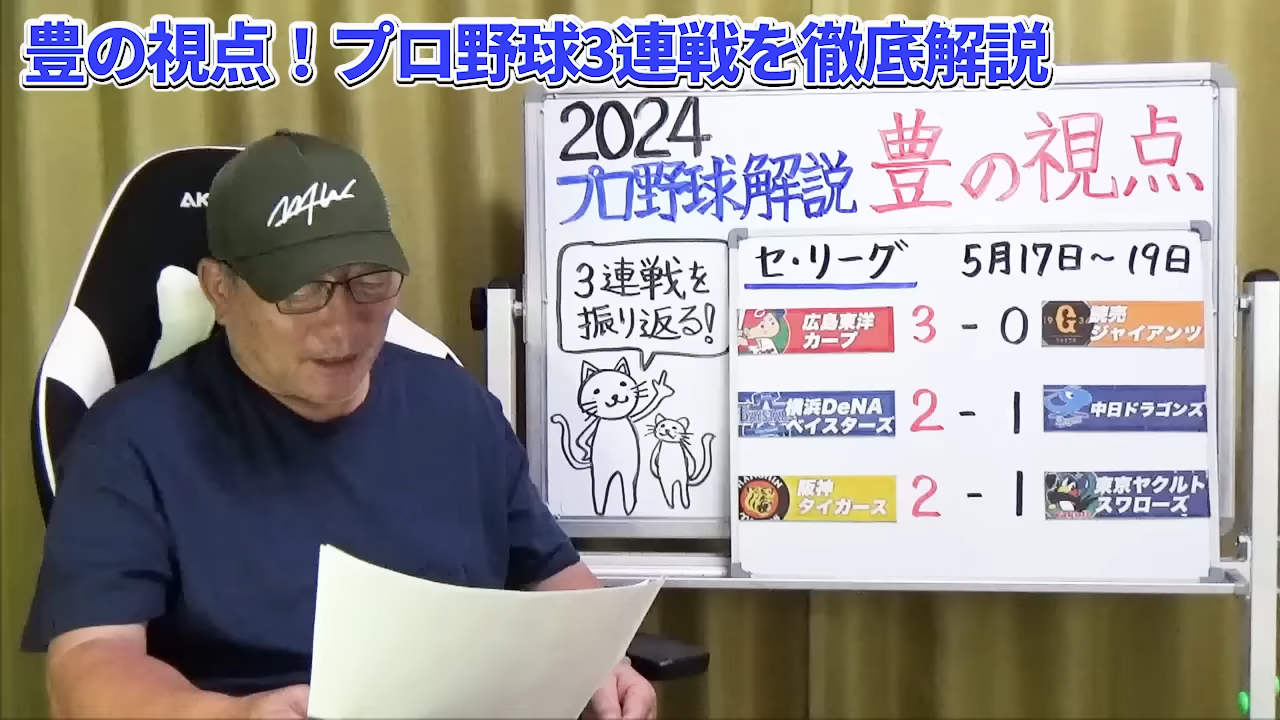 豊の視点！プロ野球3連戦を徹底解説
2024
プロ野球解説 豊の視点
3連戦を
振り返る!
セ・リーグ 5月17日～19日
広島東洋
カープ
3 - 0
読売
ジャイアンツ
横浜DeNA
ベイスターズ
2 - 1
中日ドラゴンズ
阪神
タイガース
2 - 1
東京ヤクルト
スワローズ
AK